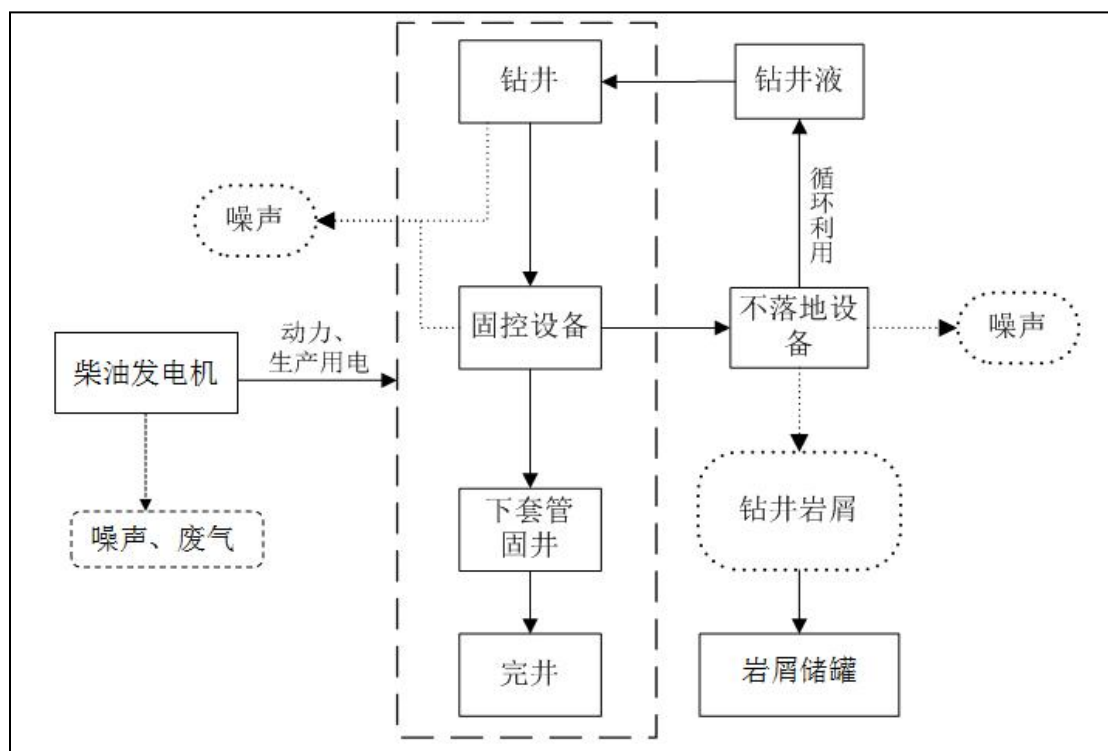 钻井
钻井液
循环利用
噪声
固控设备
不落地设
备
噪声
动力、
生产用电
柴油发电机
噪声、废气
下套管
固井
钻井岩屑
完井
岩屑储罐